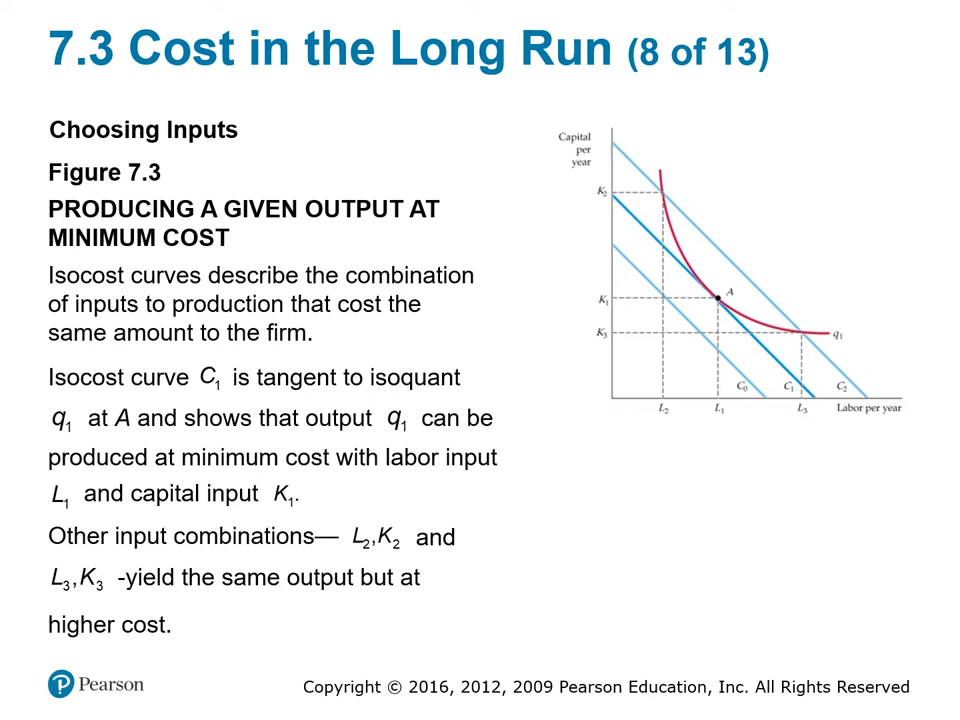 7.3 Cost in the Long Run (8 of 13)
Choosing Inputs
Figure 7.3
PRODUCING A GIVEN OUTPUT AT
MINIMUM COST
Isocost curves describe the combination
of inputs to production that cost the
same amount to the firm.
Isocost curve C₁ is tangent to isoquant
q₁ at A and shows that output q₁ can be
produced at minimum cost with labor input
L₁ and capital input K₁.
Other input combinations— L₂,K₂ and
L₃,K₃ -yield the same output but at
higher cost.
Capital
per
year
K₂
K₁
K₃
A
q₁
C₀
C₁
C₂
L₂
L₁
L₃
Labor per year
Pearson
Copyright © 2016, 2012, 2009 Pearson Education, Inc. All Rights Reserved